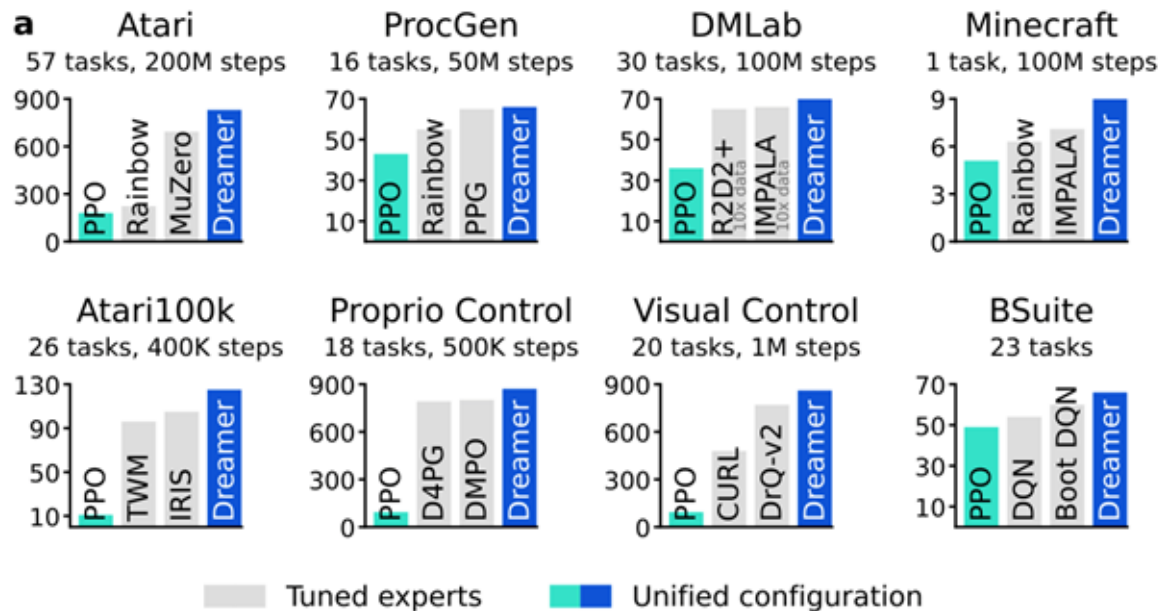 a
Atari
57 tasks, 200M steps
900
600
300
0
PPO
Rainbow
MuZero
Dreamer
ProcGen
16 tasks, 50M steps
70
50
30
10
PPO
Rainbow
PPG
Dreamer
DMLab
30 tasks, 100M steps
70
50
30
10
PPO
R2D2+
10x data
IMPALA
10x data
Dreamer
Minecraft
1 task, 100M steps
9
6
3
0
PPO
Rainbow
IMPALA
Dreamer
Atari100k
26 tasks, 400K steps
130
90
50
10
PPO
TWM
IRIS
Dreamer
Proprio Control
18 tasks, 500K steps
900
600
300
0
PPO
D4PG
DMPO
Dreamer
Visual Control
20 tasks, 1M steps
900
600
300
0
PPO
CURL
DrQ-v2
Dreamer
BSuite
23 tasks
70
50
30
10
PPO
DQN
Boot DQN
Dreamer
Tuned experts
Unified configuration